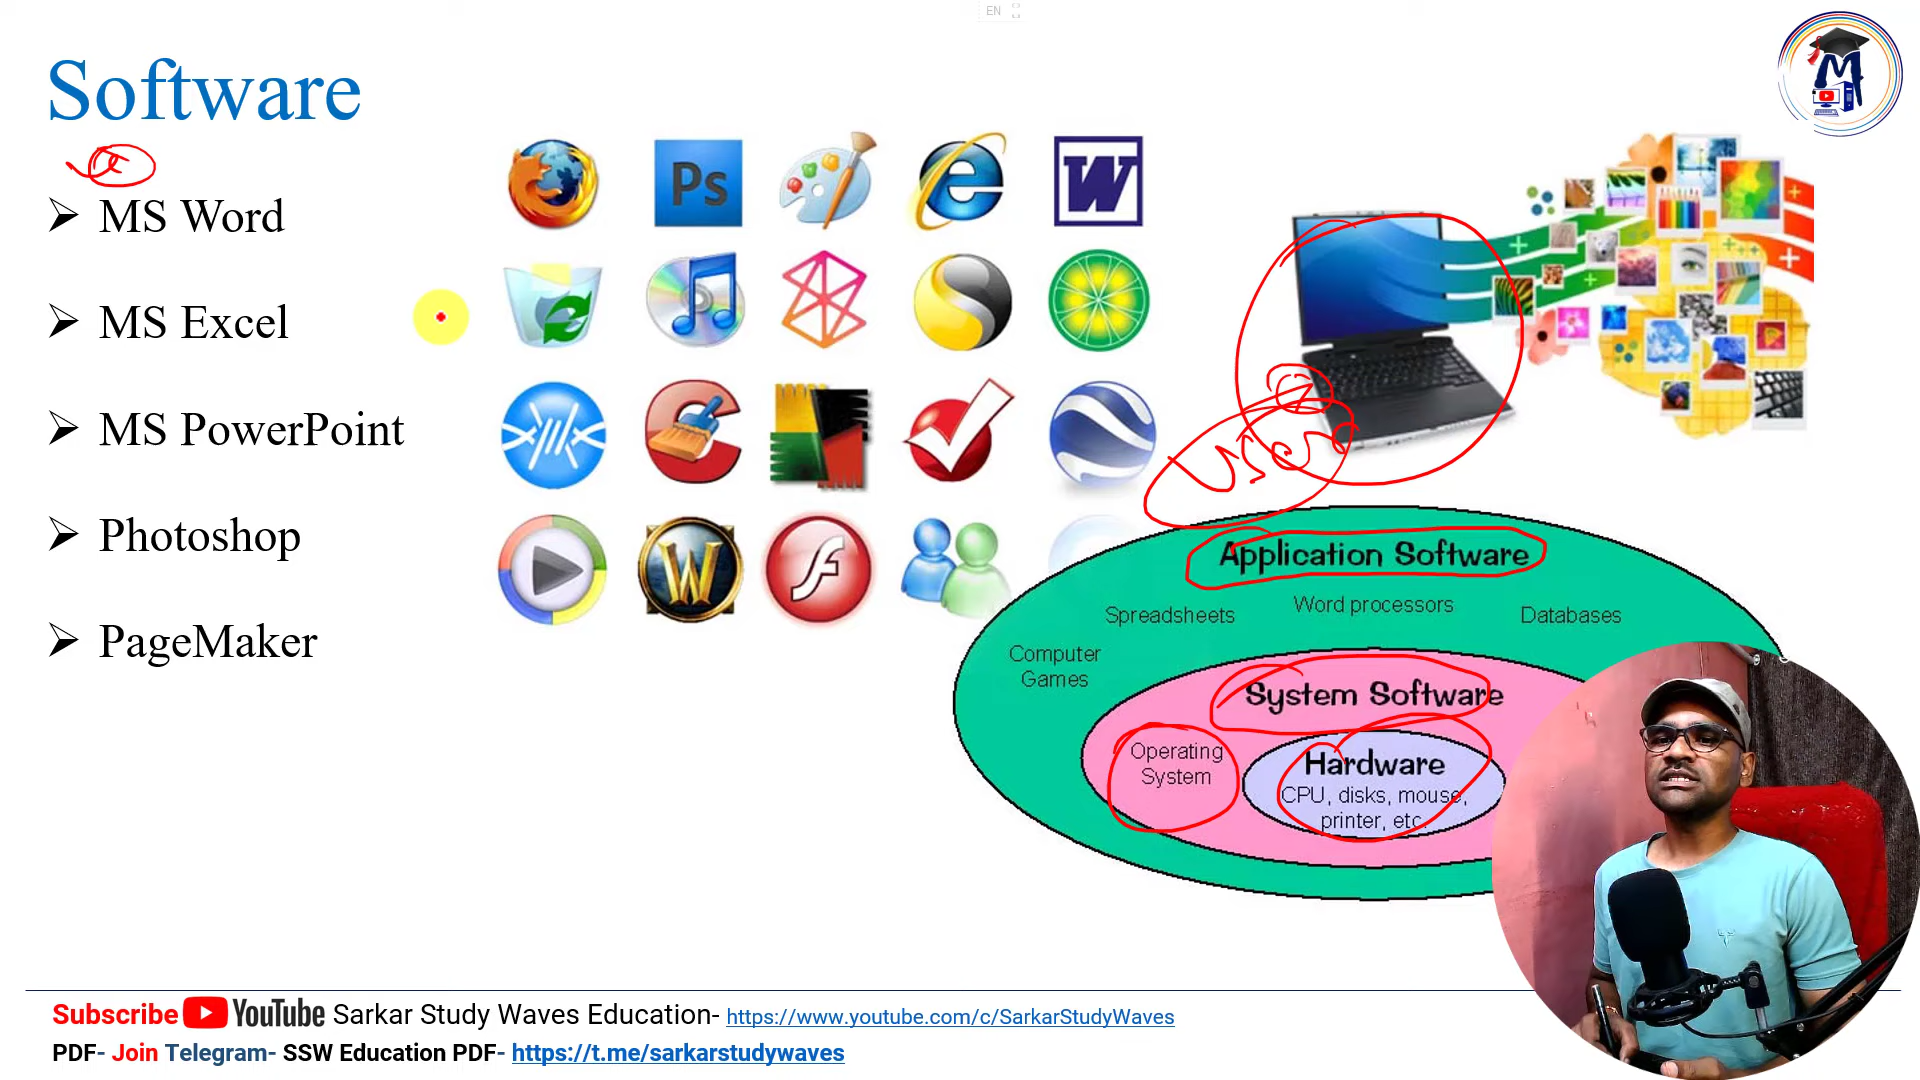 EN
Software
MS Word
MS Excel
MS PowerPoint
Photoshop
PageMaker
Ps
W
User
Application Software
Spreadsheets
Word processors
Databases
Computer
Games
System Software
Operating
System
Hardware
CPU, disks, mouse,
printer, etc.
Subscribe YouTube Sarkar Study Waves Education- https://www.youtube.com/c/SarkarStudyWaves
PDF- Join Telegram- SSW Education PDF- https://t.me/sarkarstudywaves